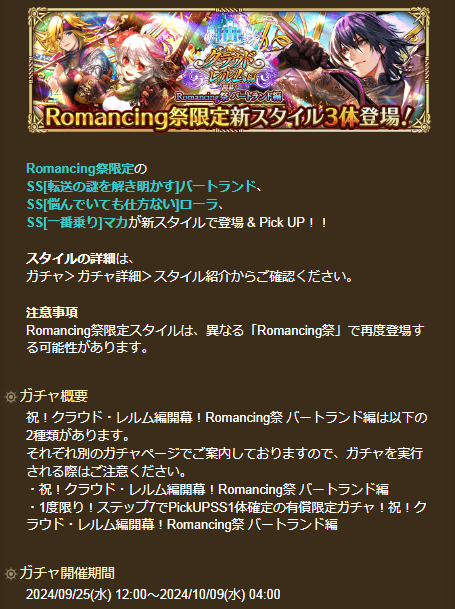 クラウド・レルム編
開幕!
Romancing祭 バートランド編
Romancing祭限定新スタイル3体登場!
Romancing祭限定の
SS[転送の謎を解き明かす]バートランド、
SS[悩んでいても仕方ない]ローラ、
SS[一番乗り]マカが新スタイルで登場 & Pick UP!!
スタイルの詳細は、
ガチャ＞ガチャ詳細＞スタイル紹介からご確認ください。
注意事項
Romancing祭限定スタイルは、異なる「Romancing祭」で再度登場す
る可能性があります。
ガチャ概要
祝！クラウド・レルム編開幕！Romancing祭 バートランド編は以下の
2種類があります。
それぞれ別のガチャページでご案内しておりますので、ガチャを実行
される際はご注意ください。
・祝！クラウド・レルム編開幕！Romancing祭 バートランド編
・1度限り！ステップ7でPickUPSS1体確定の有償限定ガチャ！祝！ク
ラウド・レルム編開幕！Romancing祭 バートランド編
ガチャ開催期間
2024/09/25(水) 12:00～2024/10/09(水) 04:00